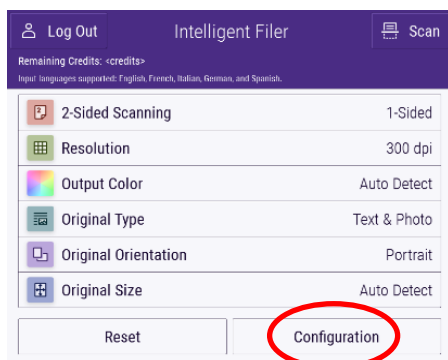 Log Out
Intelligent Filer
Scan
Remaining Credits: <credits>
Input languages supported: English, French, Italian, German, and Spanish.
2-Sided Scanning 1-Sided
Resolution 300 dpi
Output Color Auto Detect
Original Type Text & Photo
Original Orientation Portrait
Original Size Auto Detect
Reset
Configuration